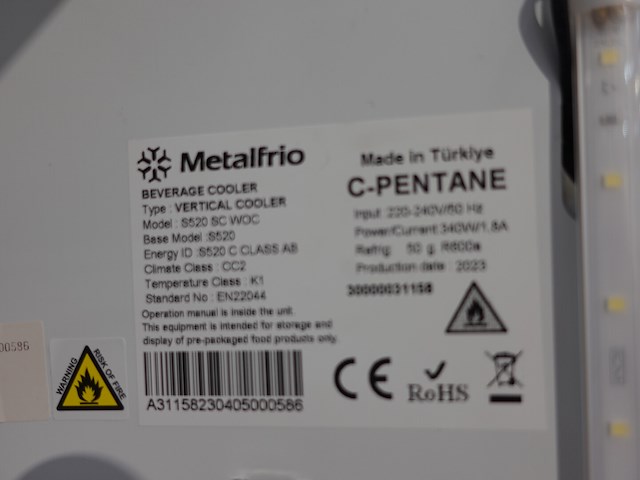 Metalfrio
BEVERAGE COOLER
Type : VERTICAL COOLER
Model : S520 SC WOC
Base Model :S520
Energy ID :S520 C CLASS AB
Climate Class : CC2
Temperature Class : K1
Standard No : EN22044
Operation manual is inside the unit.
This equipment is intended for storage and
display of pre-packaged food products only.
A31158230405000586
Made in Türkiye
C-PENTANE
Input: 220-240V/50 Hz
Power/Current:340W/1.8A
Refrig: 50 g R600a
Production date : 2023
30000031158
CE
RoHS
00586
WARNING
RISK OF FIRE